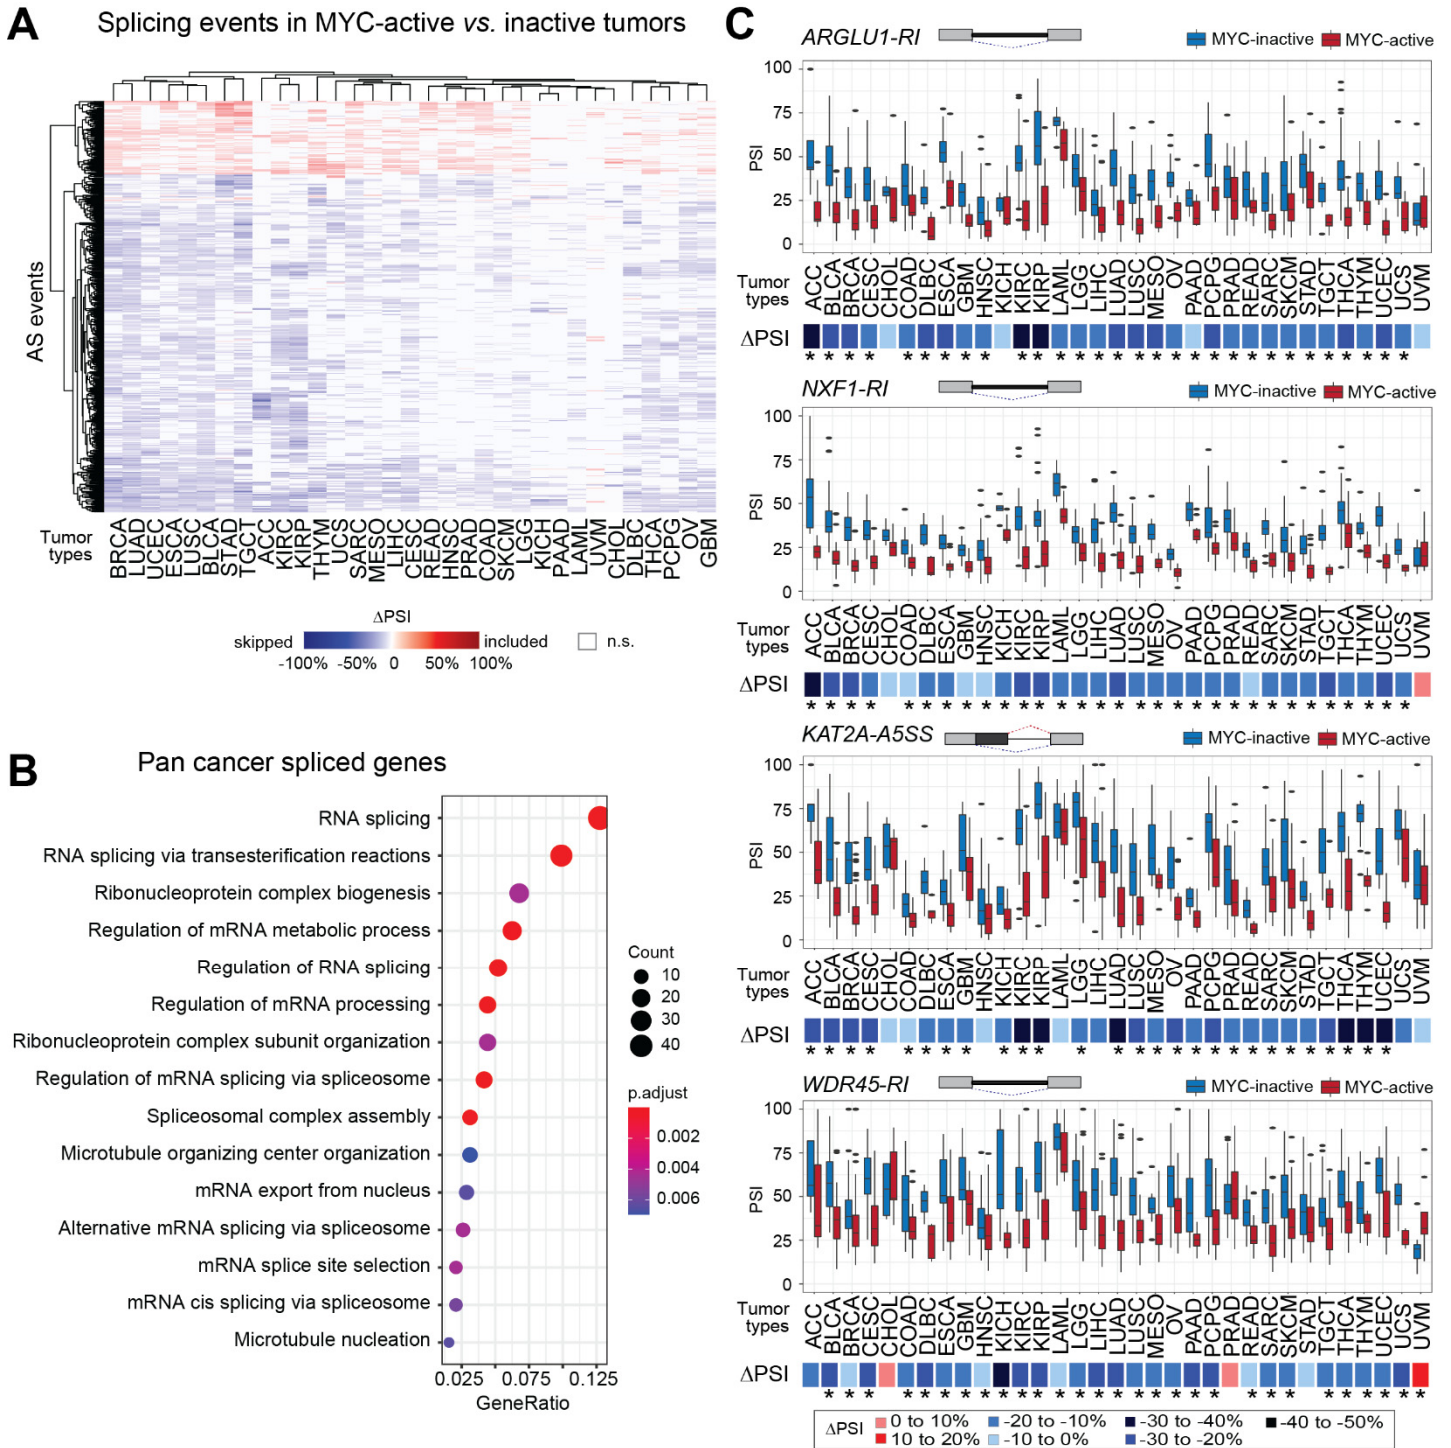 A
Splicing events in MYC-active vs. inactive tumors
AS events
Tumor
types
BRCA
LUAD
UCEC
ESCA
LUSC
BLCA
STAD
TGCT
ACC
KIRC
KIRP
THYM
UCS
SARC
MESO
LIHC
CESC
READ
HNSC
PRAD
COAD
SKCM
LGG
KICH
PAAD
LAML
UVM
CHOL
DLBC
THCA
PCPG
OV
GBM
ΔPSI
skipped
included
n.s.
-100% -50% 0 50% 100%
B
Pan cancer spliced genes
RNA splicing
RNA splicing via transesterification reactions
Ribonucleoprotein complex biogenesis
Regulation of mRNA metabolic process
Regulation of RNA splicing
Regulation of mRNA processing
Ribonucleoprotein complex subunit organization
Regulation of mRNA splicing via spliceosome
Spliceosomal complex assembly
Microtubule organizing center organization
mRNA export from nucleus
Alternative mRNA splicing via spliceosome
mRNA splice site selection
mRNA cis splicing via spliceosome
Microtubule nucleation
0.025 0.075 0.125
GeneRatio
Count
10
20
30
40
p.adjust
0.002
0.004
0.006
C
ARGLU1-RI
MYC-inactive MYC-active
100
75
50
25
0
PSI
Tumor
types
ACC
BLCA
BRCA
CESC
CHOL
COAD
DLBC
ESCA
GBM
HNSC
KICH
KIRC
KIRP
LAML
LGG
LIHC
LUAD
LUSC
MESO
OV
PAAD
PCPG
PRAD
READ
SARC
SKCM
STAD
TGCT
THCA
THYM
UCEC
UCS
UVM
ΔPSI
* * * * * * * * * * * * * * * * * * * * * * * * * * * * *
NXF1-RI
MYC-inactive MYC-active
100
75
50
25
0
PSI
Tumor
types
ACC
BLCA
BRCA
CESC
CHOL
COAD
DLBC
ESCA
GBM
HNSC
KICH
KIRC
KIRP
LAML
LGG
LIHC
LUAD
LUSC
MESO
OV
PAAD
PCPG
PRAD
READ
SARC
SKCM
STAD
TGCT
THCA
THYM
UCEC
UCS
UVM
ΔPSI
* * * * * * * * * * * * * * * * * * * * * * * * * * * * * * *
KAT2A-A5SS
MYC-inactive MYC-active
100
75
50
25
0
PSI
Tumor
types
ACC
BLCA
BRCA
CESC
CHOL
COAD
DLBC
ESCA
GBM
HNSC
KICH
KIRC
KIRP
LAML
LGG
LIHC
LUAD
LUSC
MESO
OV
PAAD
PCPG
PRAD
READ
SARC
SKCM
STAD
TGCT
THCA
THYM
UCEC
UCS
UVM
ΔPSI
* * * * * * * * * * * * * * * * * * * * * * * * * * *
WDR45-RI
MYC-inactive MYC-active
100
75
50
25
0
PSI
Tumor
types
ACC
BLCA
BRCA
CESC
CHOL
COAD
DLBC
ESCA
GBM
HNSC
KICH
KIRC
KIRP
LAML
LGG
LIHC
LUAD
LUSC
MESO
OV
PAAD
PCPG
PRAD
READ
SARC
SKCM
STAD
TGCT
THCA
THYM
UCEC
UCS
UVM
ΔPSI
* * * * * * * * * * * * * * * * * * * * * * * * * * * *
ΔPSI
0 to 10% -20 to -10% -30 to -40% -40 to -50%
10 to 20% -10 to 0% -30 to -20%